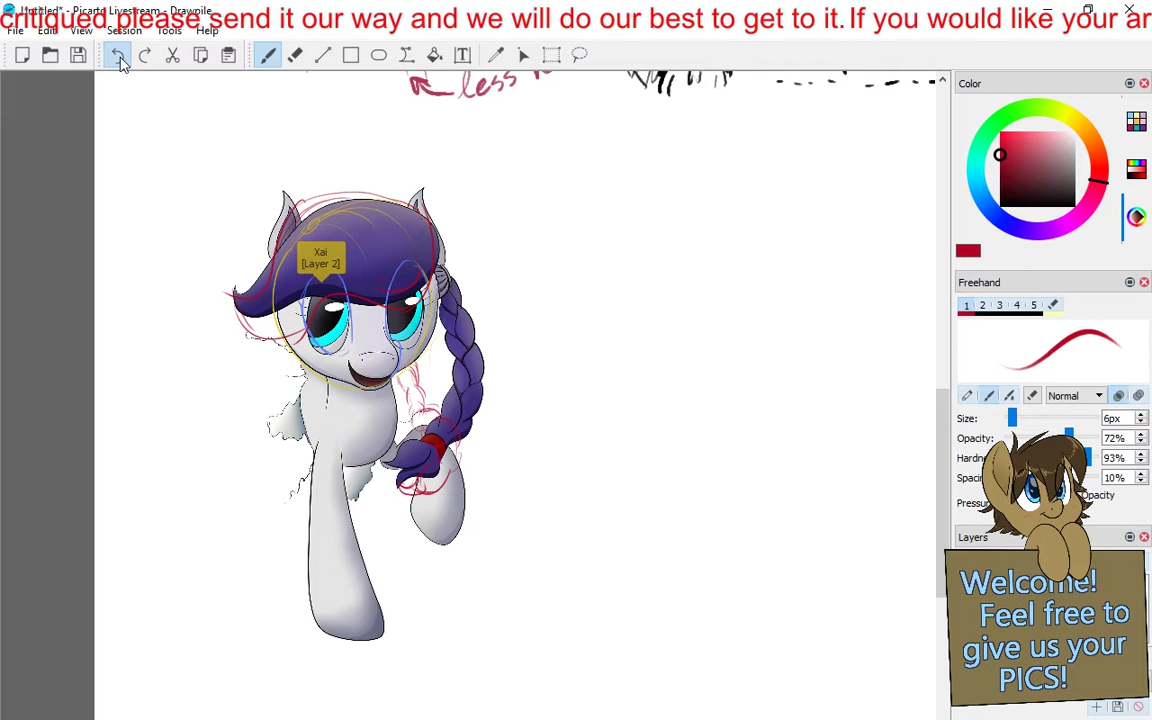 critiqued please send it our way and we will do our best to get to it. If you would like your ar
Untitled* - Picarto Livestream - Drawpile
File Edit View Session Tools Help
less
Color
Xai
[Layer 2]
Freehand
1 2 3 4 5
Normal
Size: 6px
Opacity: 72%
Hardn 93%
Spacin 10%
Pressu Opacity
Layers
Welcome!
Feel free to
give us your
PICS!